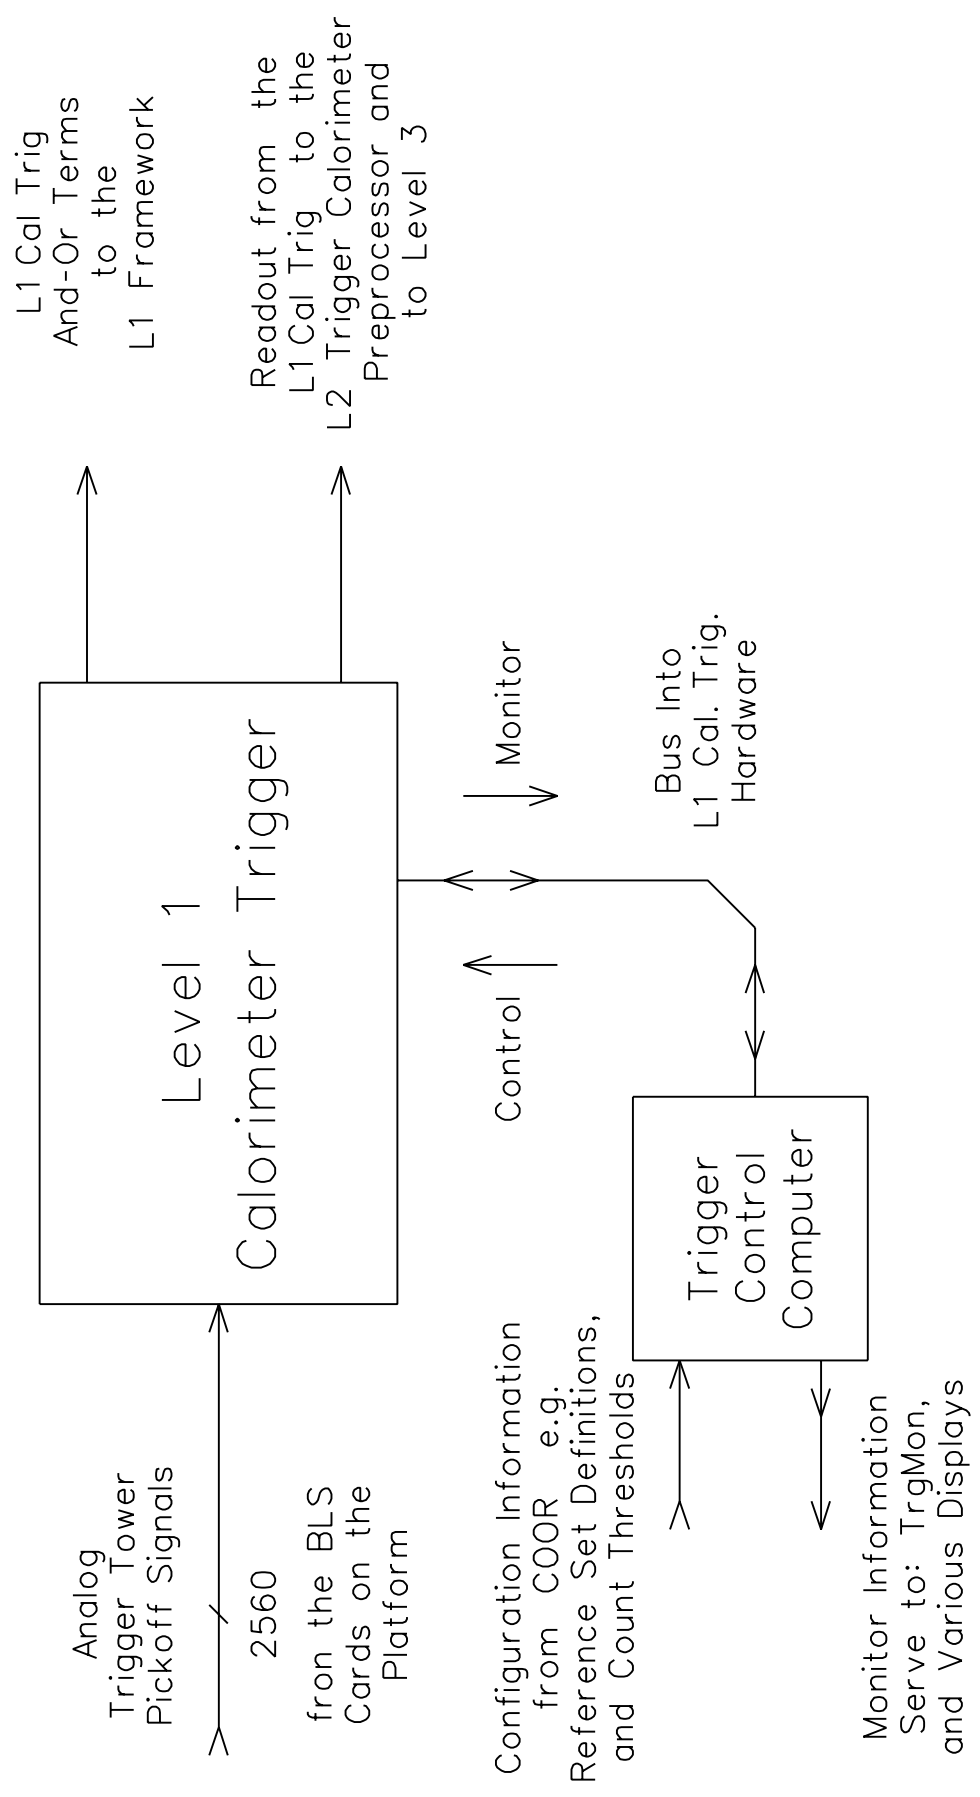 Analog
Trigger Tower
Pickoff Signals
2560
fron the BLS
Cards on the
Platform
Level 1
Calorimeter Trigger
L1 Cal Trig
And-Or Terms
to the
L1 Framework
Readout from the
L1 Cal Trig to the
L2 Trigger Calorimeter
Preprocessor and
to Level 3
Control
Monitor
Bus Into
L1 Cal. Trig.
Hardware
Configuration Information
from COOR e.g.
Reference Set Definitions,
and Count Thresholds
Trigger
Control
Computer
Monitor Information
Serve to: TrgMon,
and Various Displays